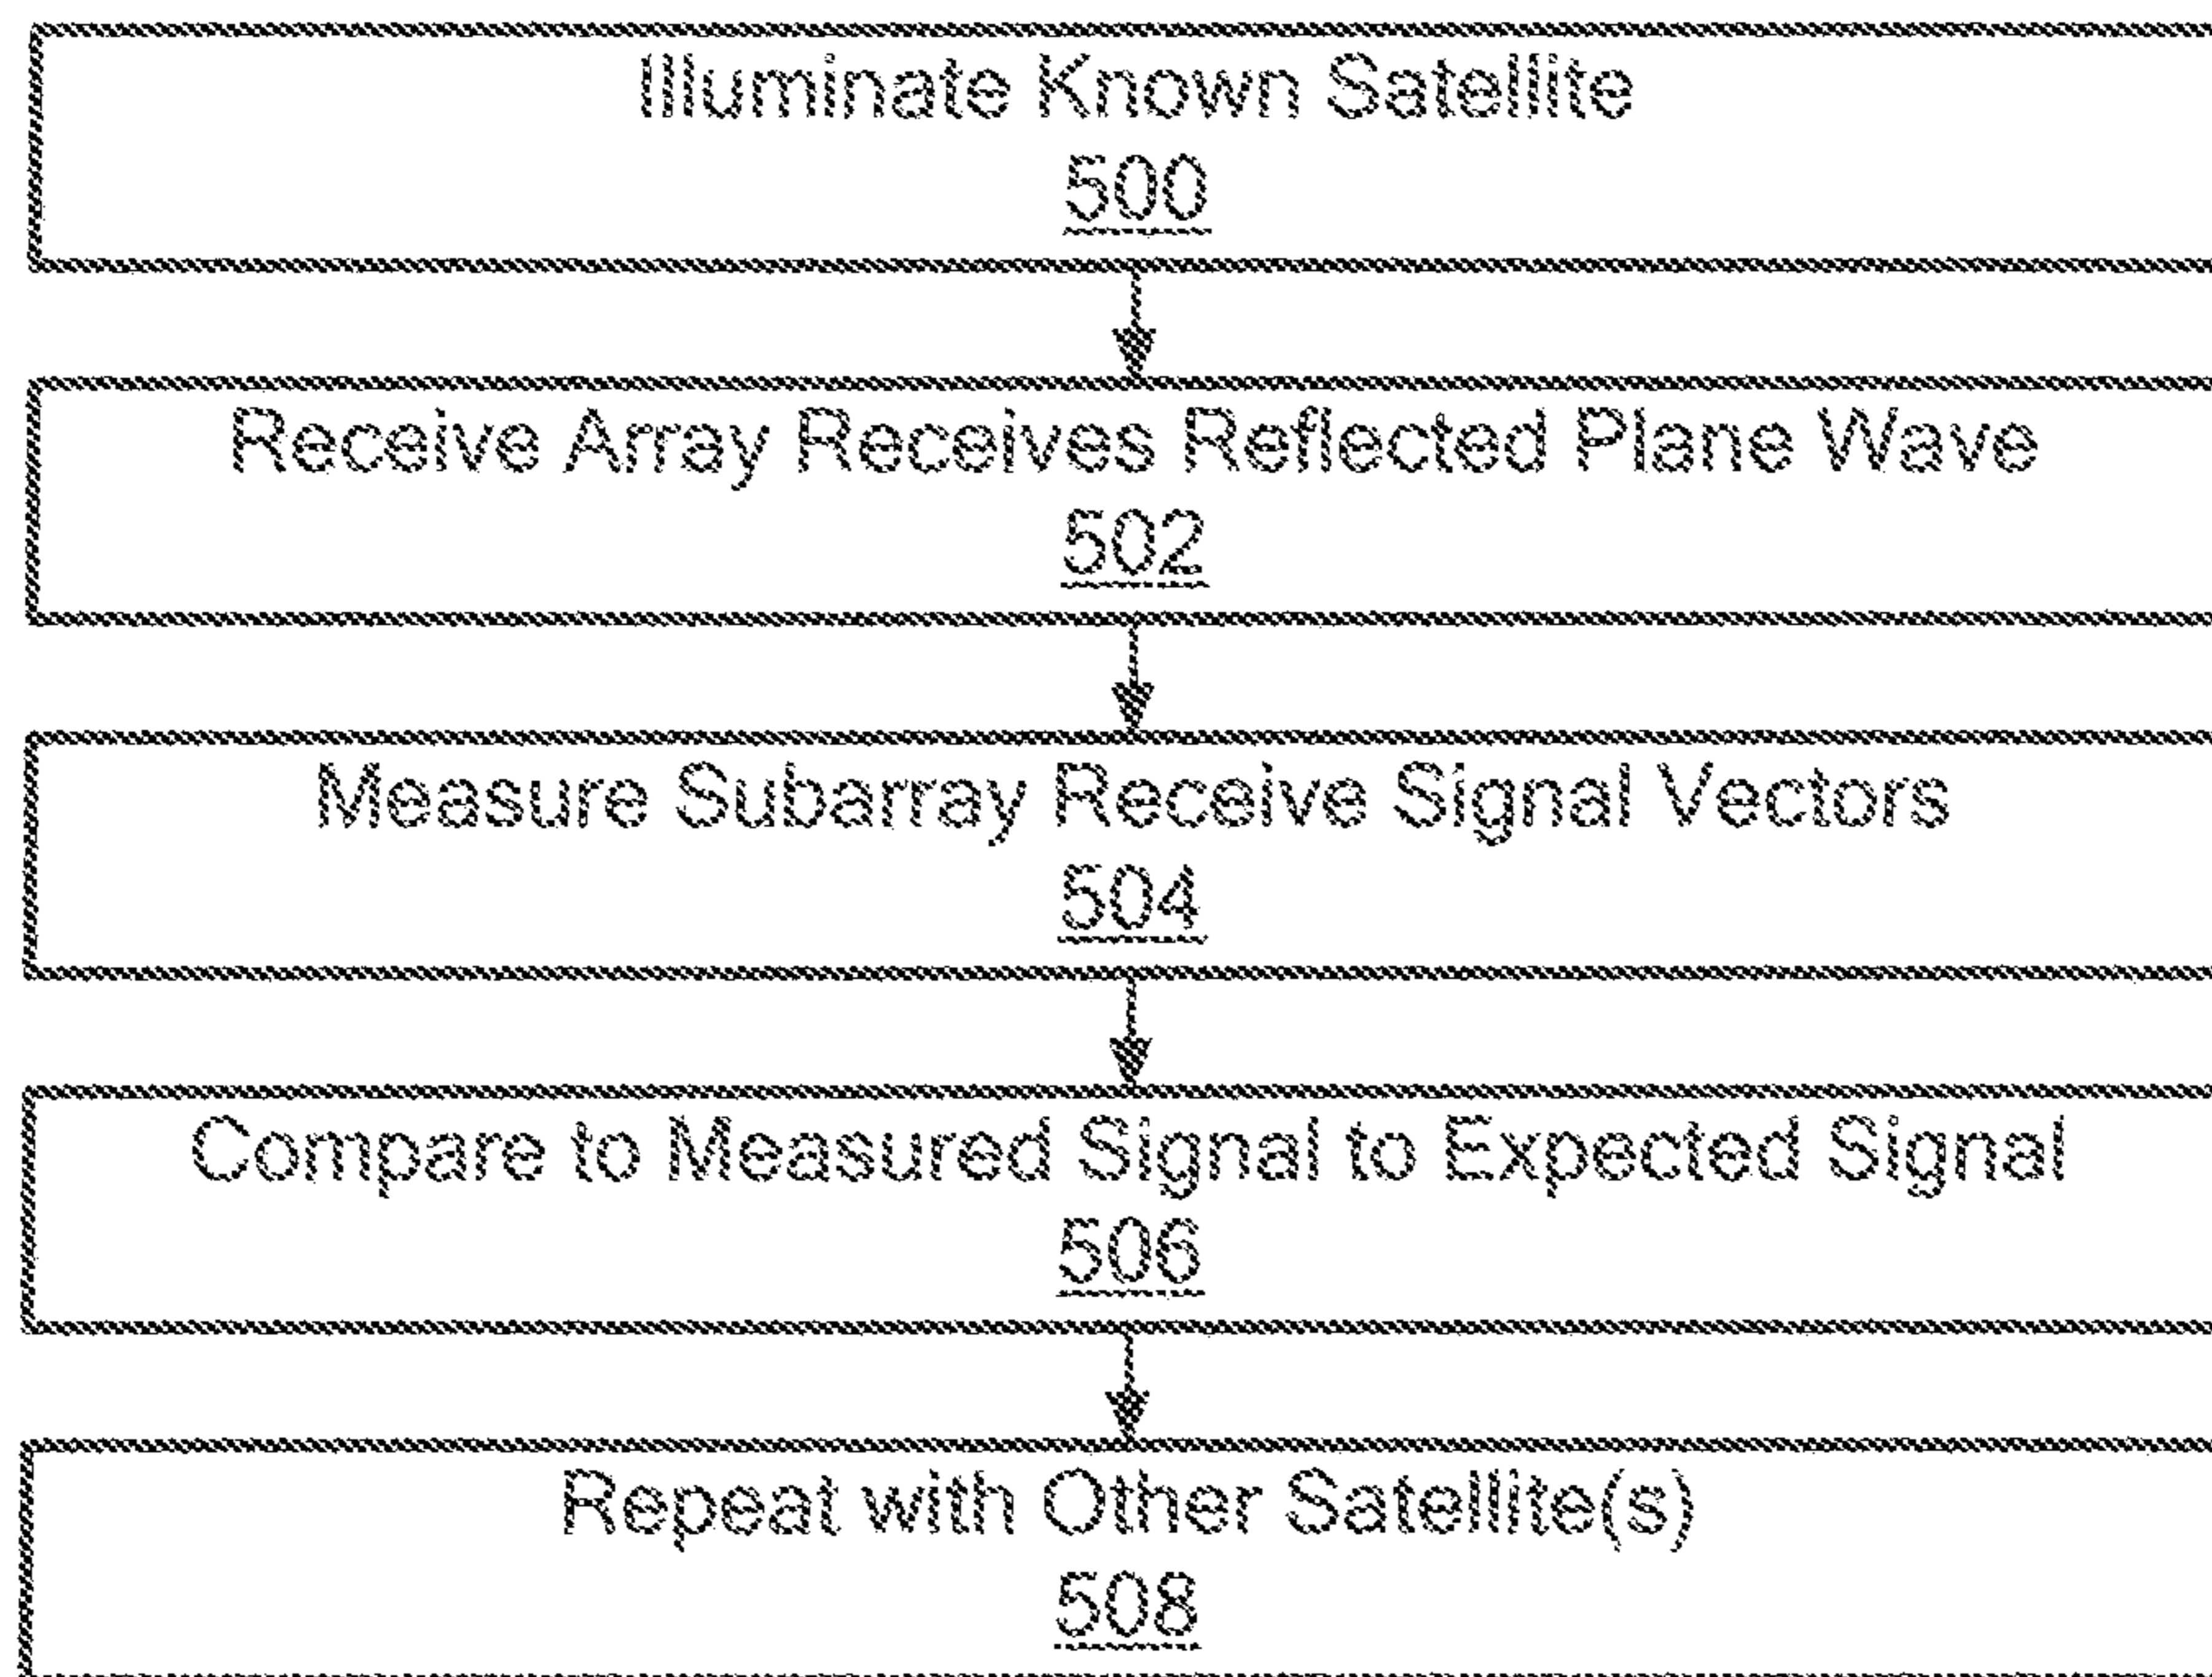 Illuminate Known Satellite
500
Receive Array Receives Reflected Plane Wave
502
Measure Subarray Receive Signal Vectors
504
Compare to Measured Signal to Expected Signal
506
Repeat with Other Satellite(s)
508